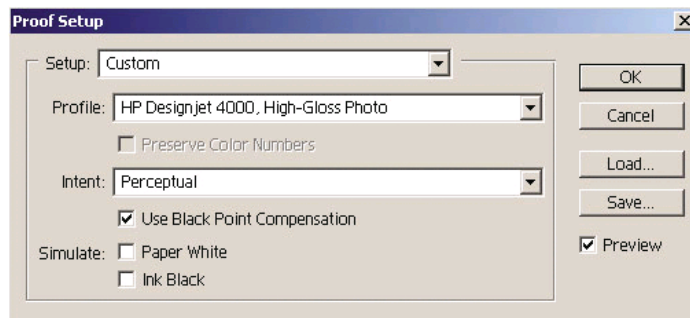 Proof Setup
Setup: Custom
OK
Profile: HP Designjet 4000, High-Gloss Photo
Cancel
Preserve Color Numbers
Load...
Intent: Perceptual
Save...
Use Black Point Compensation
Preview
Simulate: Paper White
Ink Black